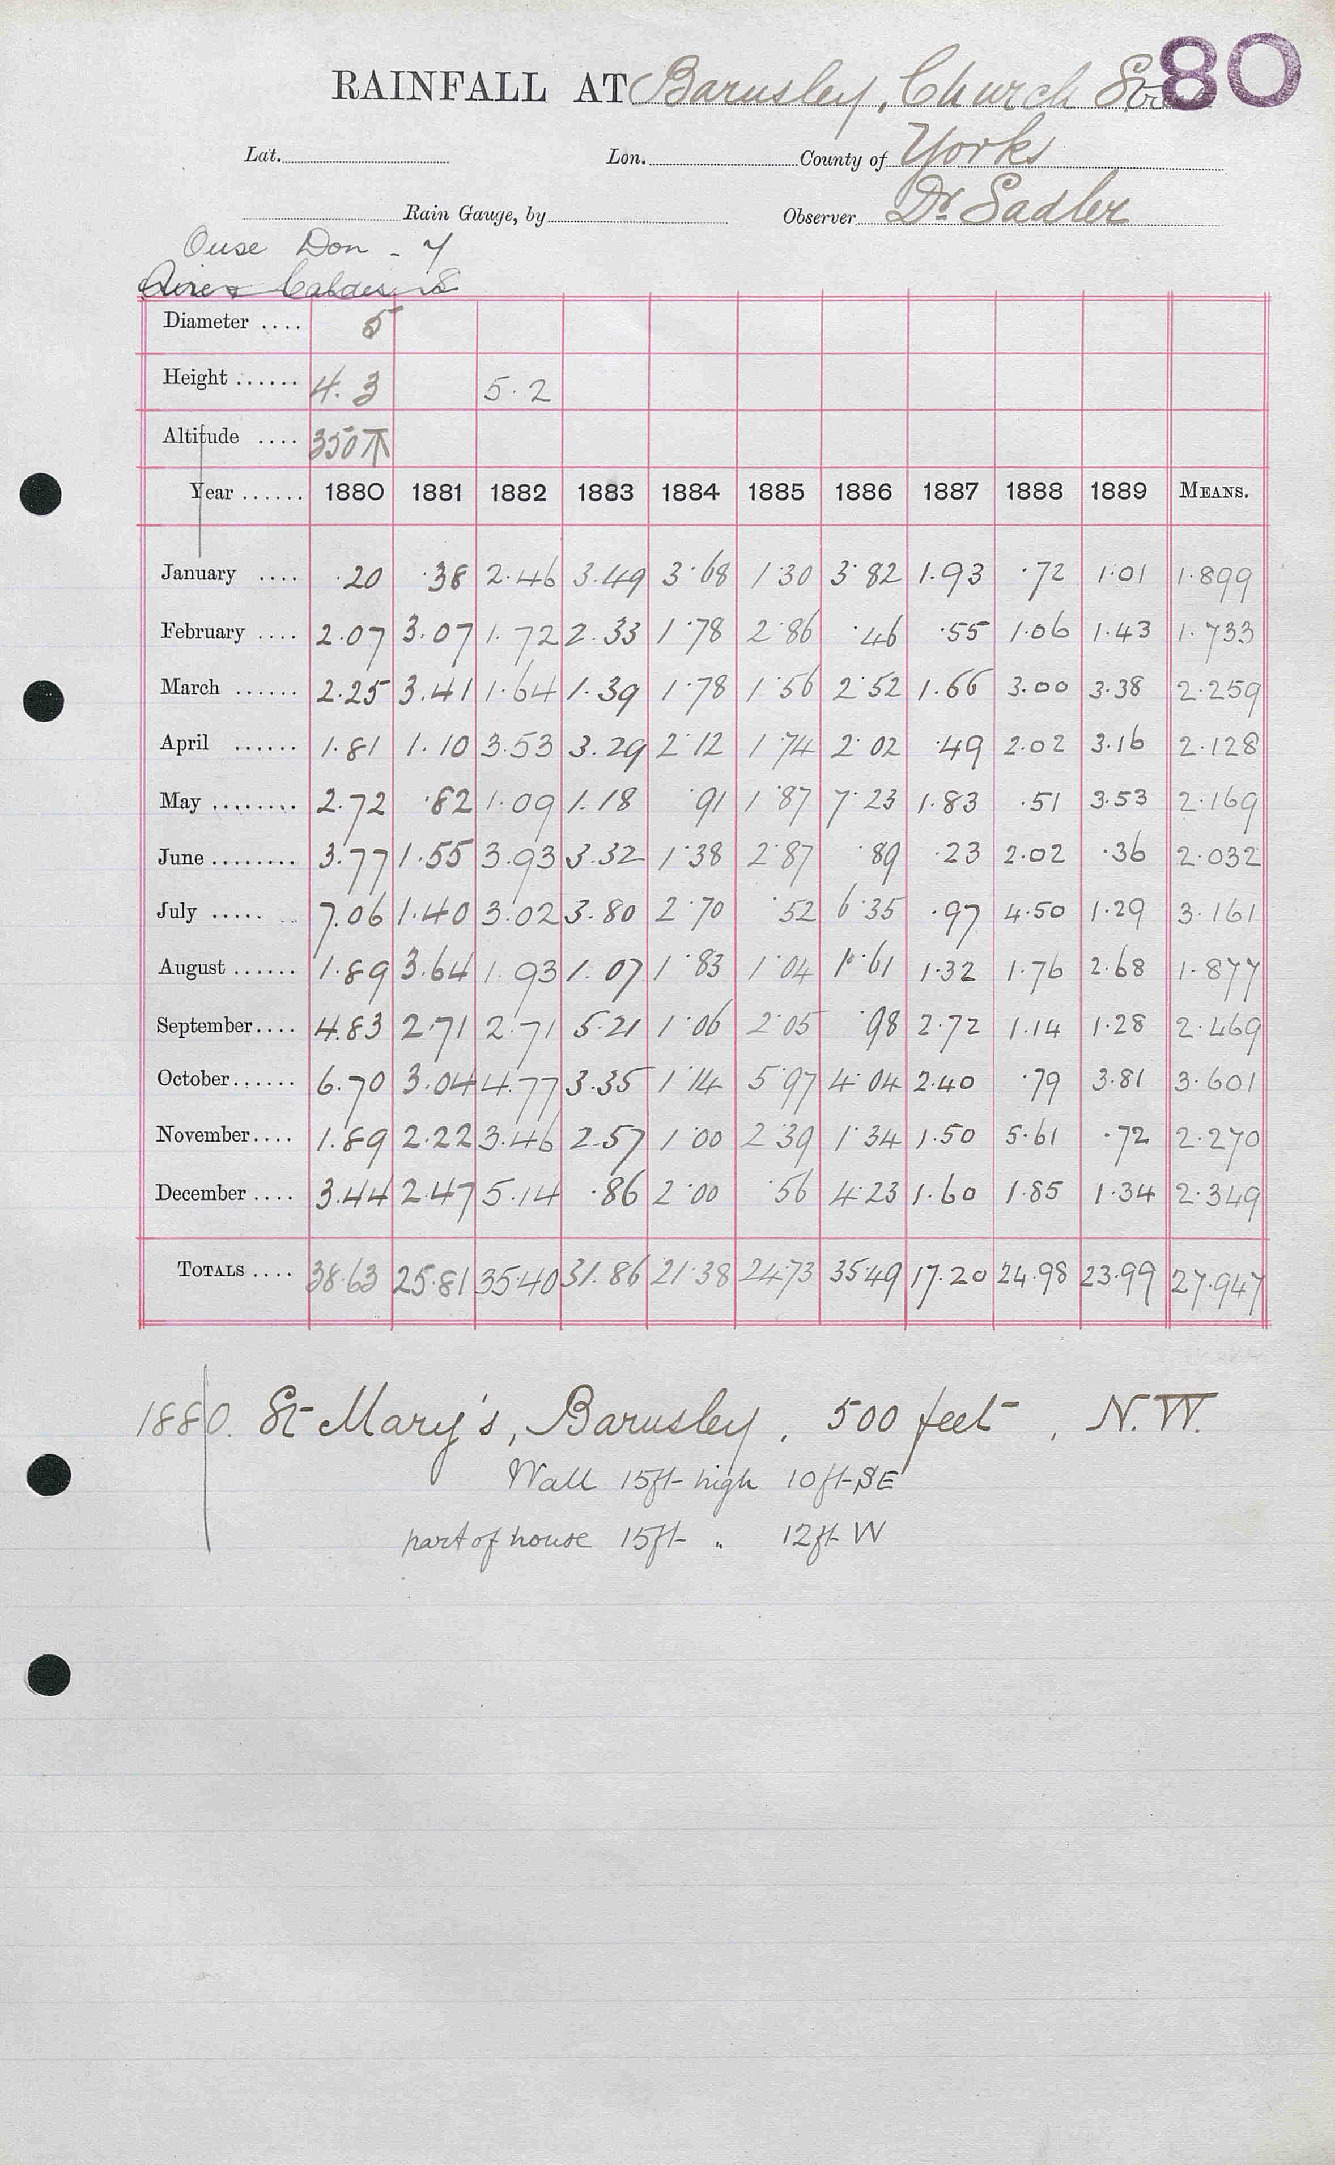 80
RAINFALL AT Barnsley, Church Str
Lat. Lon. County of Yorks
Rain Gauge, by Observer Dr. Sadler
Ouse Don - 7
Aire & Calder 8
Diameter .... 5
Height ...... 4.3 5.2
Altitude .... 350
Year ...... 1880 1881 1882 1883 1884 1885 1886 1887 1888 1889 MEANS.
January .... .20 .38 2.46 3.49 3.68 1.30 3.82 1.93 .72 1.01 1.899
February .... 2.07 3.07 1.72 2.33 1.78 2.86 .46 .55 1.06 1.43 1.733
March ...... 2.25 3.41 1.64 1.39 1.78 1.56 2.52 1.66 3.00 3.38 2.259
April ...... 1.81 1.10 3.53 3.29 2.12 1.74 2.02 .49 2.02 3.16 2.128
May ........ 2.72 .82 1.09 1.18 .91 1.87 7.23 1.83 .51 3.53 2.169
June ........ 3.77 1.55 3.93 3.32 1.38 2.87 .89 .23 2.02 .36 2.032
July ..... 7.06 1.40 3.02 3.80 2.70 .52 6.35 .97 4.50 1.29 3.161
August ...... 1.89 3.64 1.93 1.07 1.83 1.04 1.61 1.32 1.76 2.68 1.877
September.... 4.83 2.71 2.71 5.21 1.06 2.05 .98 2.72 1.14 1.28 2.469
October...... 6.70 3.04 4.77 3.35 1.14 5.97 4.04 2.40 .79 3.81 3.601
November.... 1.89 2.22 3.46 2.57 1.00 2.39 1.34 1.50 5.61 .72 2.270
December .... 3.44 2.47 5.14 .86 2.00 .56 4.23 1.60 1.85 1.34 2.349
TOTALS .... 38.63 25.81 35.40 31.86 21.38 24.73 35.49 17.20 24.98 23.99 27.947
1880. St Mary's, Barnsley, 500 feet, N.W.
Wall 15ft high 10ft SE
part of house 15ft " 12ft W